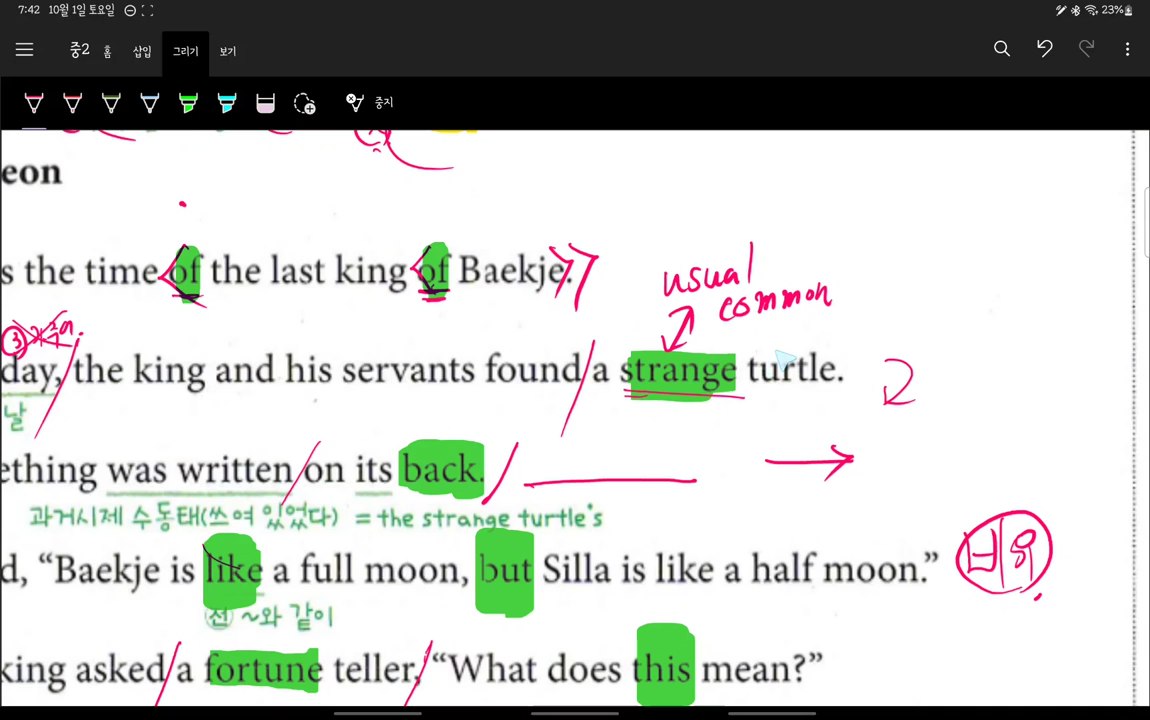 7:42 10월 1일 토요일
23%
중2 홈 삽입 그리기 보기
중지
eon
s the time of the last king of Baekje.
usual
common
③
day, the king and his servants found a strange turtle.
날
ething was written on its back.
과거시제 수동태(쓰여 있었다) = the strange turtle's
d, “Baekje is like a full moon, but Silla is like a half moon.”
비유
전 ~와 같이
king asked a fortune teller, “What does this mean?”